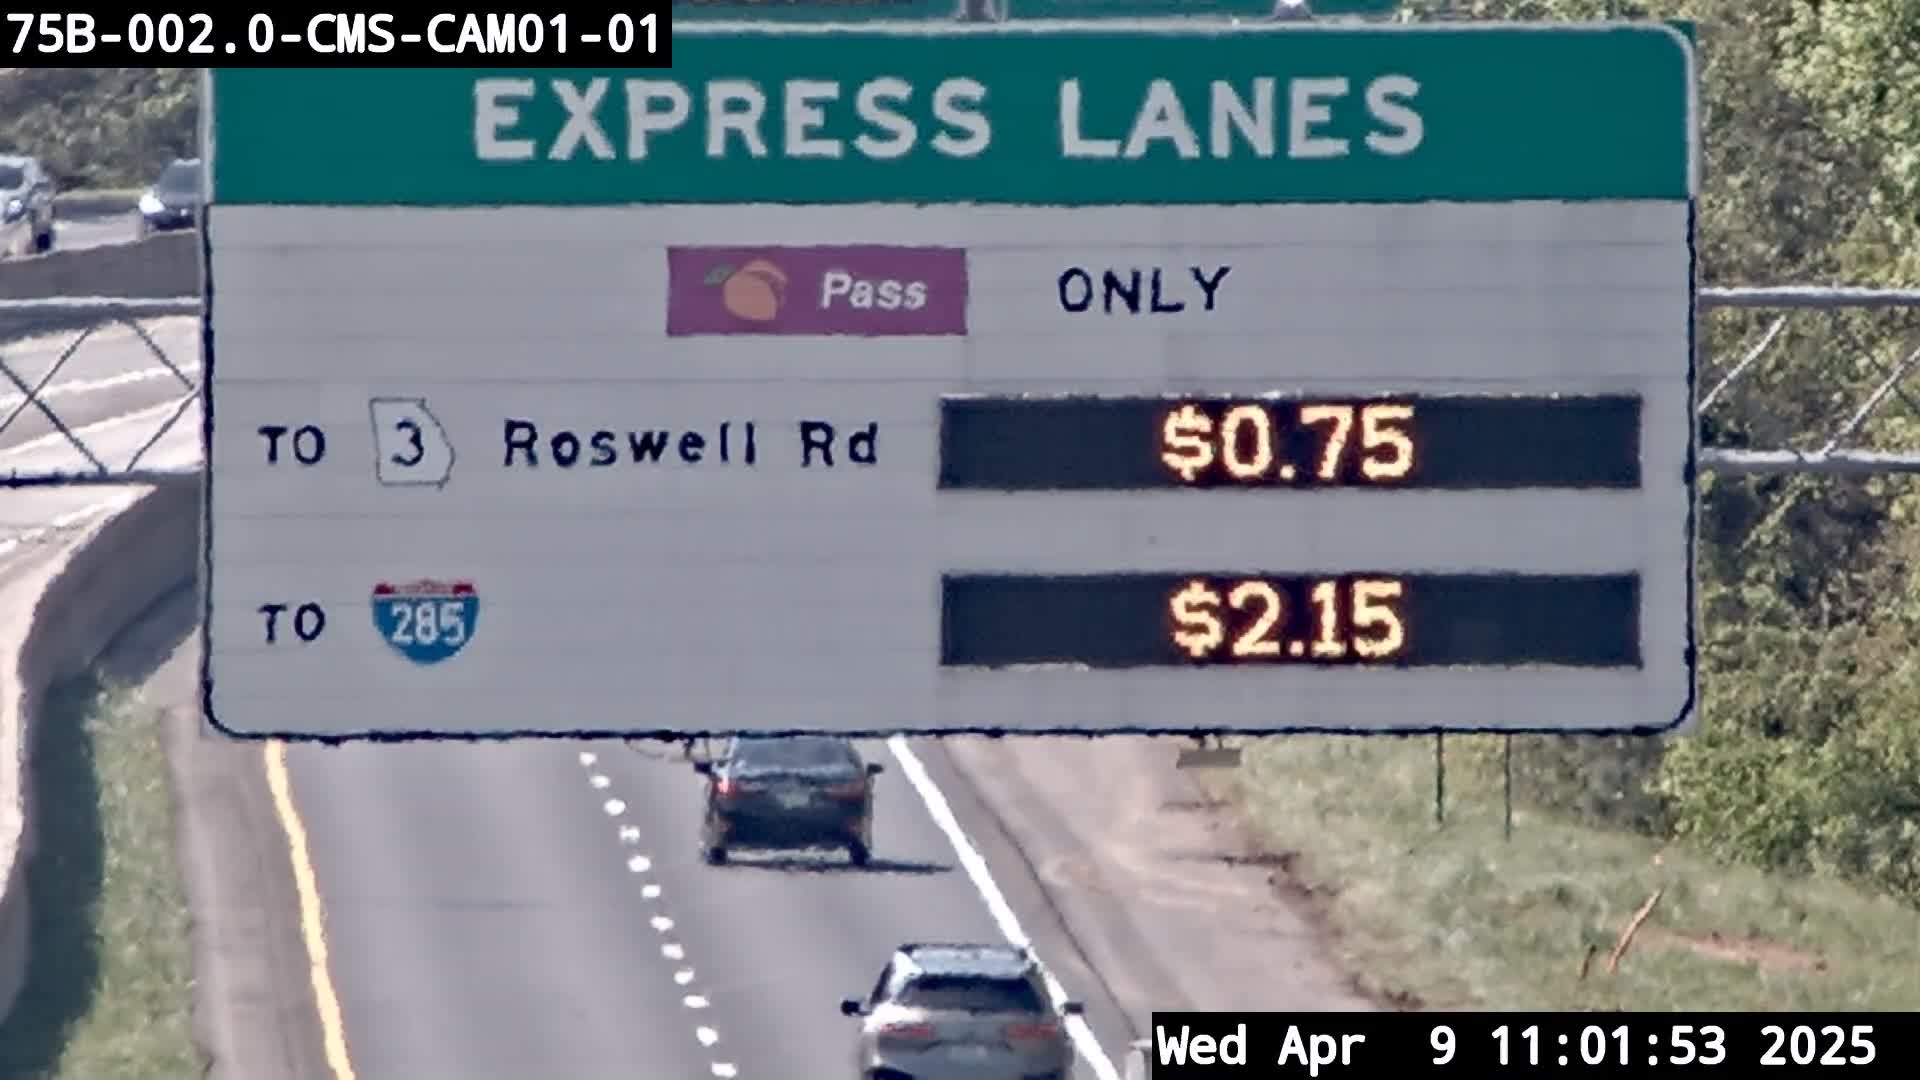 75B-002.0-CMS-CAM01-01
EXPRESS LANES
Pass ONLY
TO 3 Roswell Rd $0.75
TO 285 $2.15
Wed Apr 9 11:01:53 2025